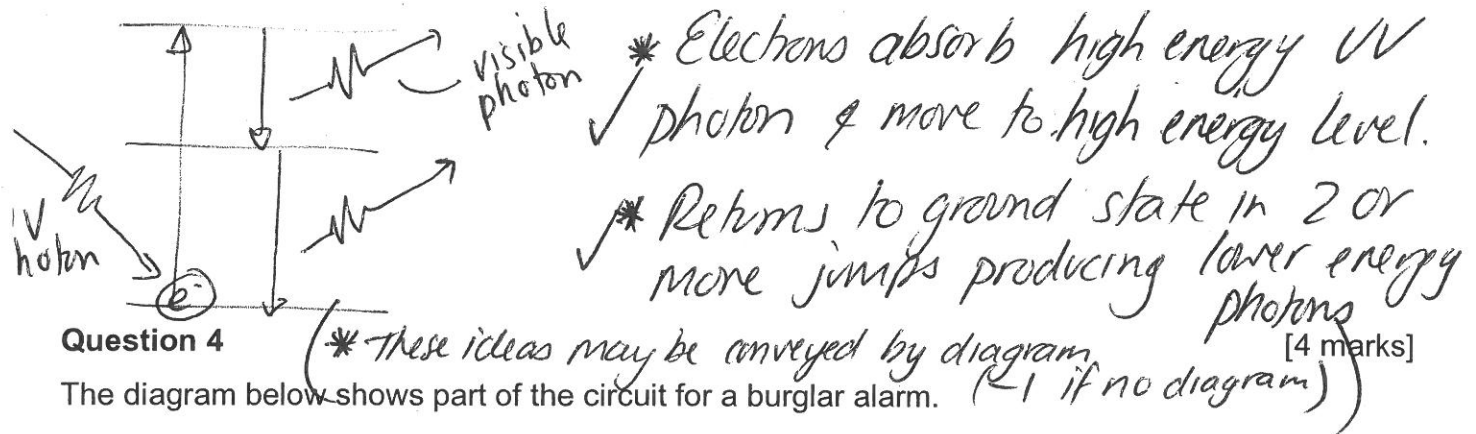 visible
photon
* Electrons absorb high energy UV
photon & move to high energy level.
* Returns to ground state in 2 or
more jumps producing lower energy
photons
V
hoton
e-
Question 4
(* These ideas may be conveyed by diagram.
[4 marks]
(-1 if no diagram))
The diagram below shows part of the circuit for a burglar alarm.